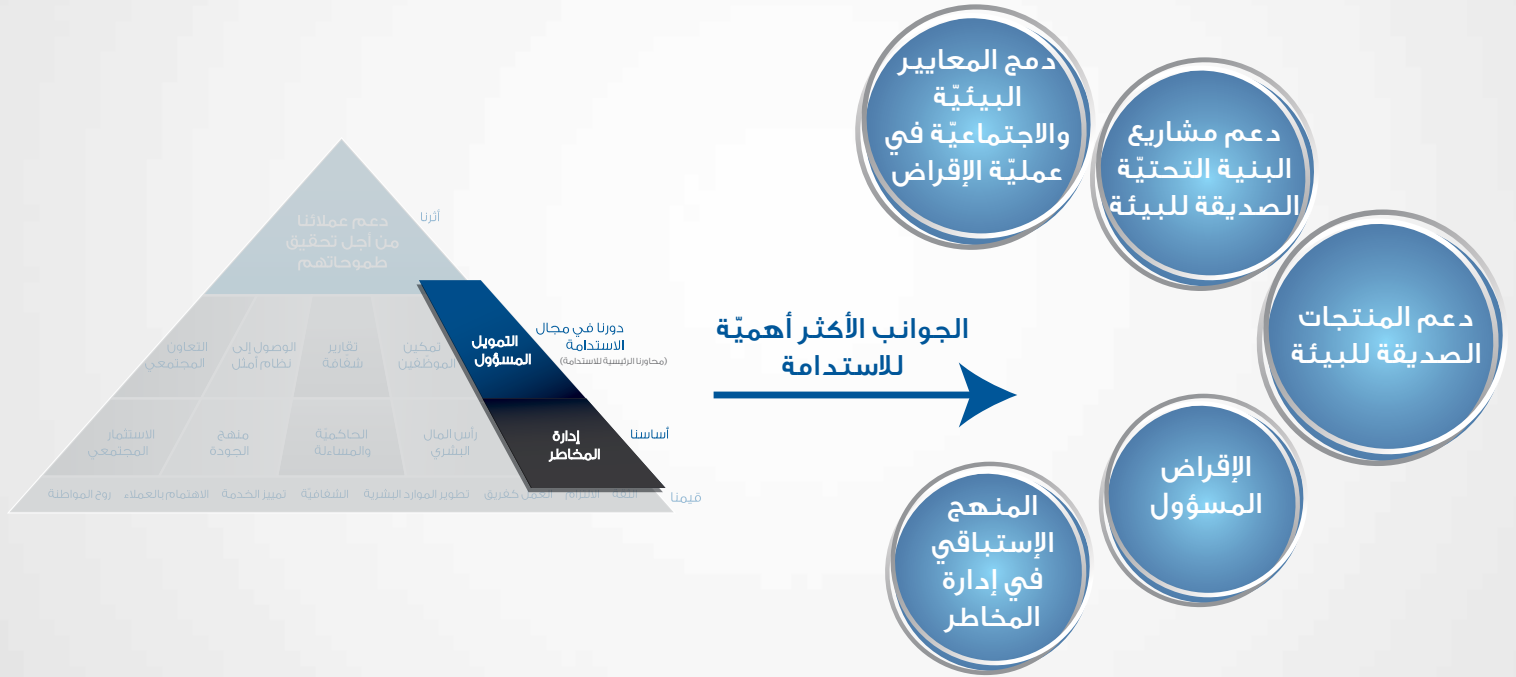 دعم عملائنا
من أجل تحقيق
طموحاتهم
أثرنا
دورنا في مجال
الاستدامة
(محاورنا الرئيسية للاستدامة)
التمويل
المسؤول
تمكين
الموظفين
تقارير
شفافة
الوصول إلى
نظام أمثل
التعاون
المجتمعي
أساسنا
إدارة
المخاطر
رأس المال
البشري
الحاكميّة
والمساءلة
منهج
الجودة
الاستثمار
المجتمعي
قيمنا
الثقة الالتزام العمل كفريق تطوير الموارد البشرية الشفافيّة تمييز الخدمة الاهتمام بالعملاء روح المواطنة
الجوانب الأكثر أهميّة
للاستدامة
دمج المعايير
البيئيّة
والاجتماعيّة في
عمليّة الإقراض
دعم مشاريع
البنية التحتيّة
الصديقة للبيئة
دعم المنتجات
الصديقة للبيئة
الإقراض
المسؤول
المنهج
الإستباقي
في إدارة
المخاطر